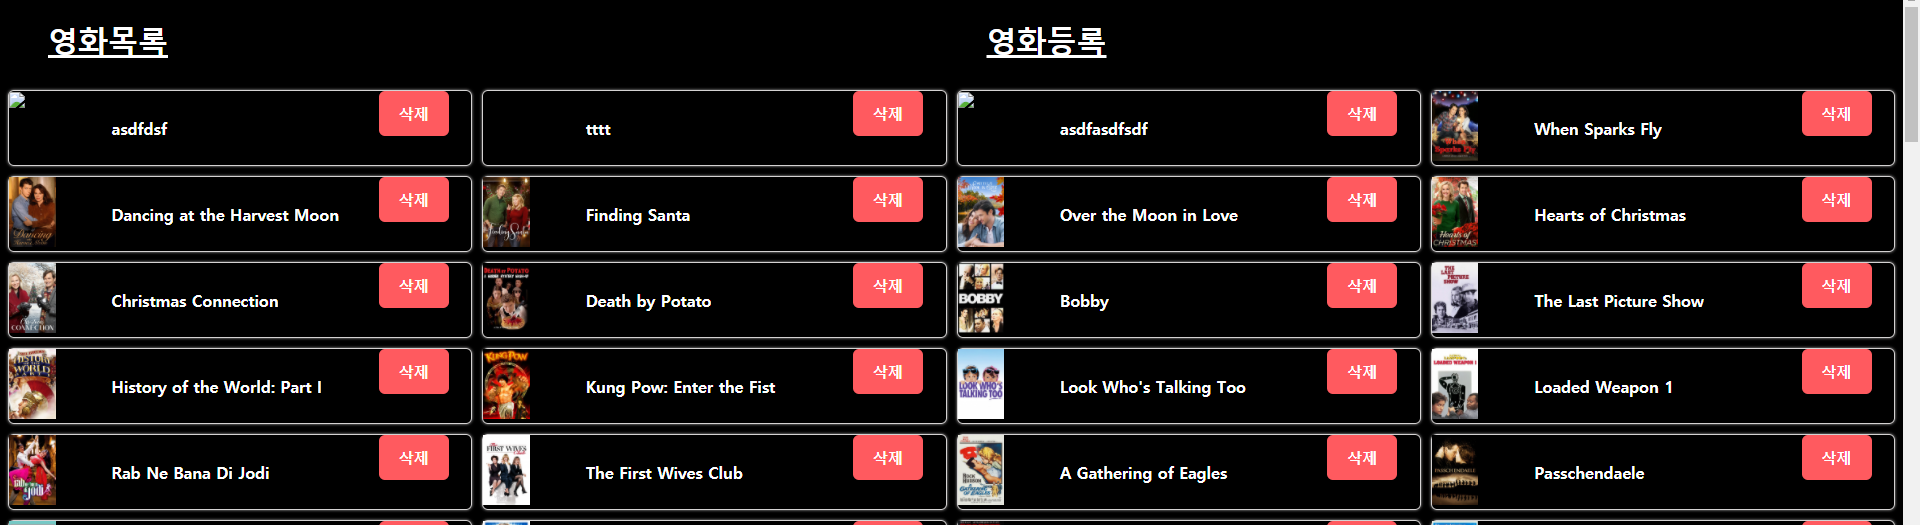 영화목록
영화등록
asdfdsf 삭제
tttt 삭제
asdfasdfsdf 삭제
When Sparks Fly 삭제
Dancing at the Harvest Moon 삭제
Finding Santa 삭제
Over the Moon in Love 삭제
Hearts of Christmas 삭제
Christmas Connection 삭제
Death by Potato 삭제
Bobby 삭제
The Last Picture Show 삭제
History of the World: Part I 삭제
Kung Pow: Enter the Fist 삭제
Look Who's Talking Too 삭제
Loaded Weapon 1 삭제
Rab Ne Bana Di Jodi 삭제
The First Wives Club 삭제
A Gathering of Eagles 삭제
Passchendaele 삭제